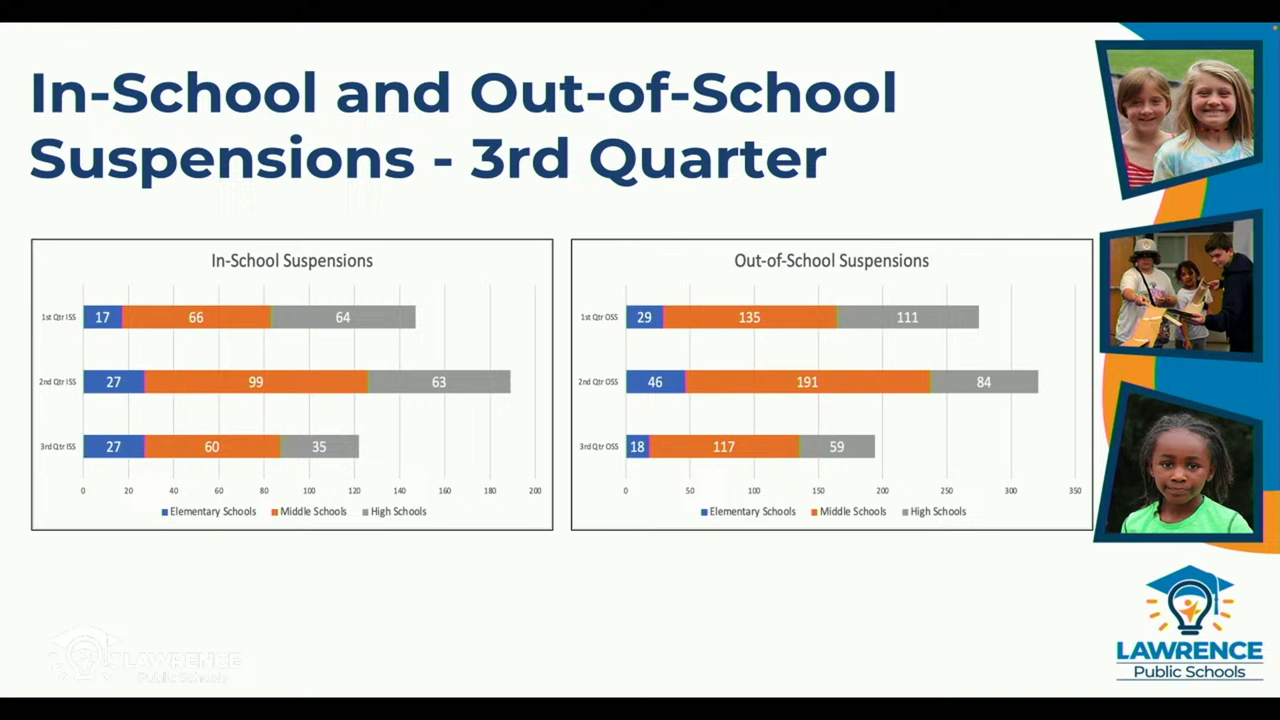 In-School and Out-of-School
Suspensions - 3rd Quarter
In-School Suspensions
1st Qtr ISS 17 66 64
2nd Qtr ISS 27 99 63
3rd Qtr ISS 27 60 35
0 20 40 60 80 100 120 140 160 180 200
Elementary Schools Middle Schools High Schools
Out-of-School Suspensions
1st Qtr OSS 29 135 111
2nd Qtr OSS 46 191 84
3rd Qtr OSS 18 117 59
0 50 100 150 200 250 300 350
Elementary Schools Middle Schools High Schools
LAWRENCE
Public Schools
LAWRENCE
Public Schools